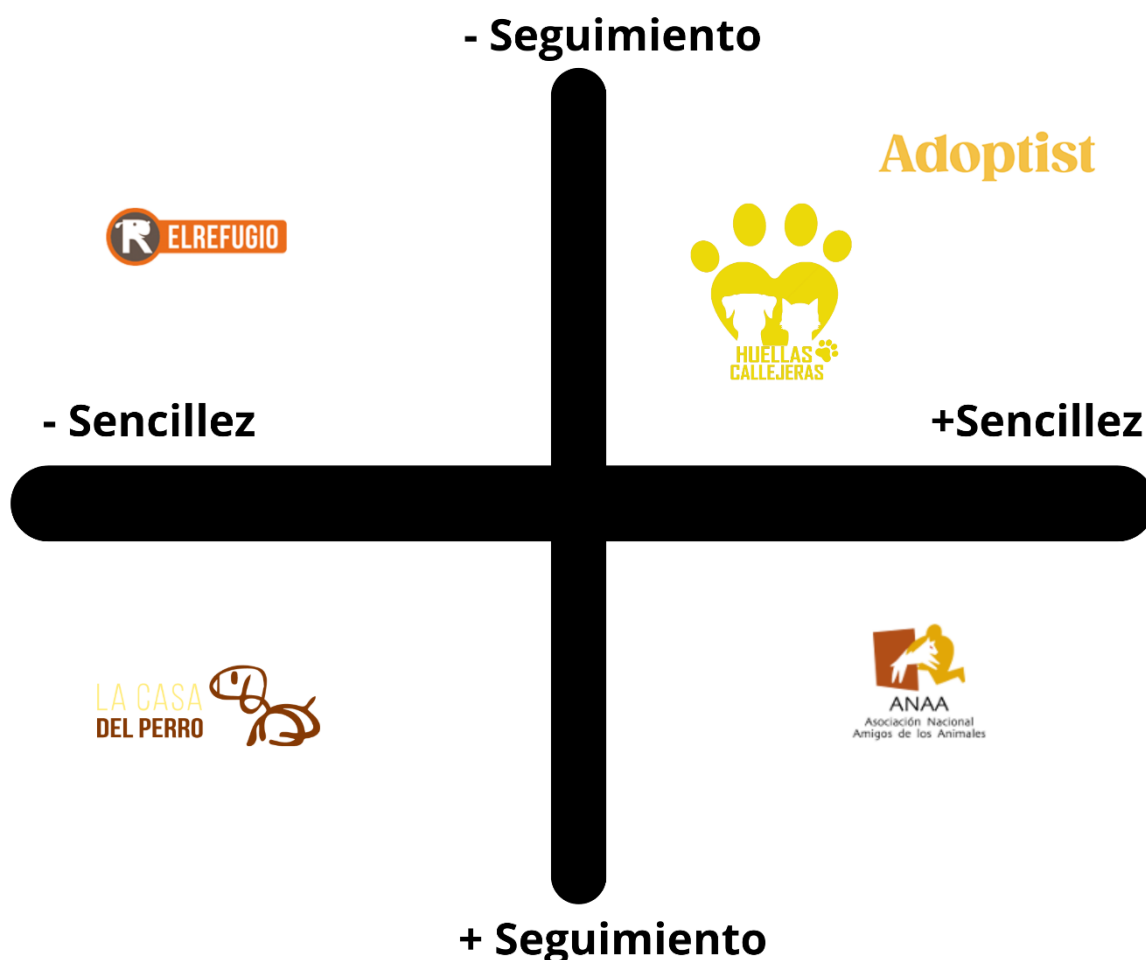 - Seguimiento
Adoptist
ELREFUGIO
HUELLAS
CALLEJERAS
- Sencillez
+Sencillez
LA CASA
DEL PERRO
ANAA
Asociación Nacional
Amigos de los Animales
+ Seguimiento